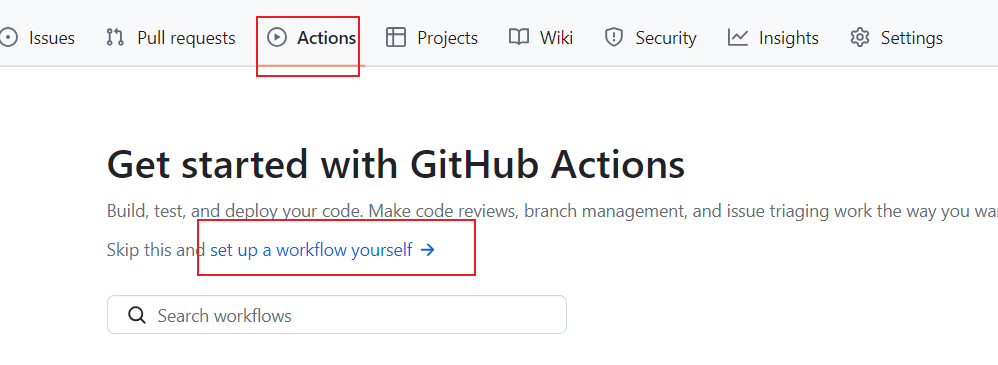 Issues Pull requests Actions Projects Wiki Security Insights Settings
Get started with GitHub Actions
Build, test, and deploy your code. Make code reviews, branch management, and issue triaging work the way you
Skip this and set up a workflow yourself →
Search workflows